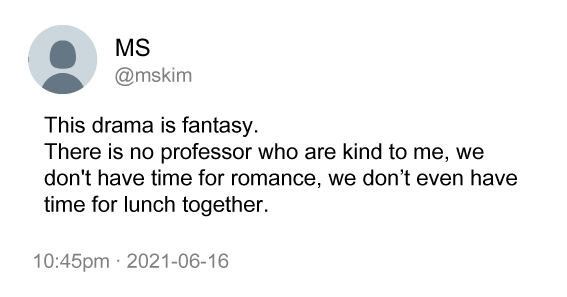 MS
@mskim
This drama is fantasy.
There is no professor who are kind to me, we
don't have time for romance, we don’t even have
time for lunch together.
10:45pm · 2021-06-16